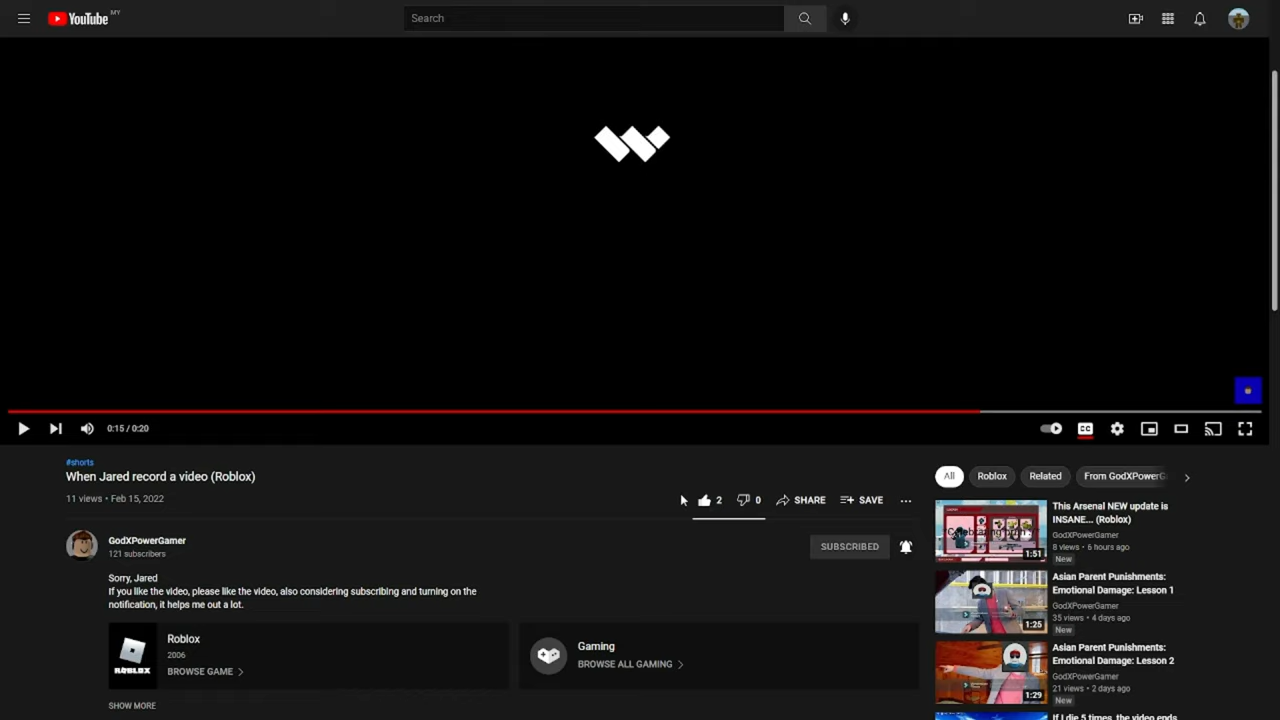 YouTube MY
Search
0:15 / 0:20
CC
#shorts
When Jared record a video (Roblox)
11 views • Feb 15, 2022
2
0
SHARE
SAVE
GodXPowerGamer
121 subscribers
SUBSCRIBED
Sorry, Jared
If you like the video, please like the video, also considering subscribing and turning on the
notification, it helps me out a lot.
ROBLOX
Roblox
2006
BROWSE GAME
Gaming
BROWSE ALL GAMING
SHOW MORE
All
Roblox
Related
From GodXPowerG
1:51
This Arsenal NEW update is
INSANE... (Roblox)
GodXPowerGamer
8 views • 6 hours ago
New
1:25
Asian Parent Punishments:
Emotional Damage: Lesson 1
GodXPowerGamer
35 views • 4 days ago
New
1:29
Asian Parent Punishments:
Emotional Damage: Lesson 2
GodXPowerGamer
21 views • 2 days ago
New
If I die 5 times, the video ends